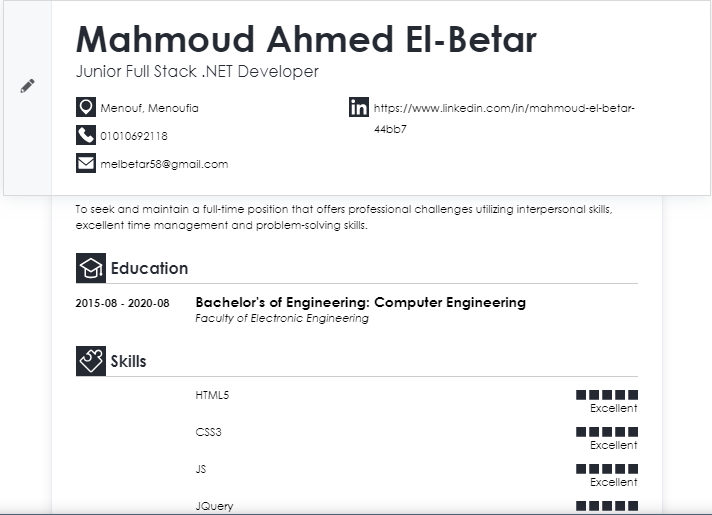 Mahmoud Ahmed El-Betar
Junior Full Stack .NET Developer
Menouf, Menoufia
https://www.linkedin.com/in/mahmoud-el-betar-
44bb7
01010692118
melbetar58@gmail.com
To seek and maintain a full-time position that offers professional challenges utilizing interpersonal skills,
excellent time management and problem-solving skills.
Education
2015-08 - 2020-08 Bachelor's of Engineering: Computer Engineering
Faculty of Electronic Engineering
Skills
HTML5
Excellent
CSS3
Excellent
JS
Excellent
JQuery